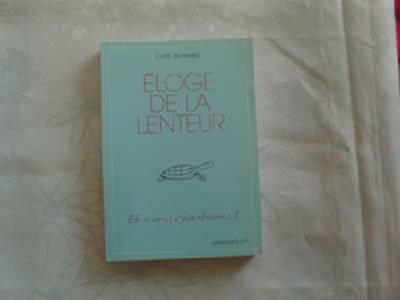 CARL HONORÉ
ÉLOGE
DE LA
LENTEUR
Et si vous ralentissiez ?
MARABOUT